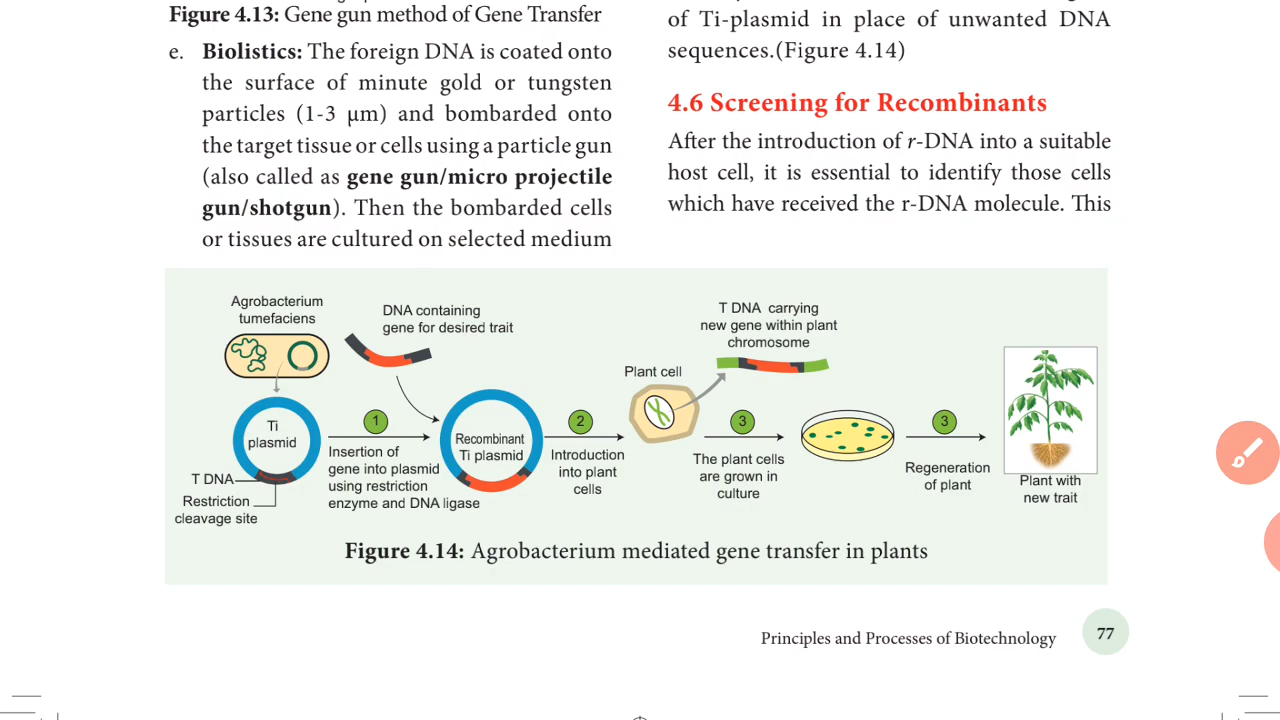 Figure 4.13: Gene gun method of Gene Transfer
e. Biolistics: The foreign DNA is coated onto
the surface of minute gold or tungsten
particles (1-3 μm) and bombarded onto
the target tissue or cells using a particle gun
(also called as gene gun/micro projectile
gun/shotgun). Then the bombarded cells
or tissues are cultured on selected medium
of Ti-plasmid in place of unwanted DNA
sequences.(Figure 4.14)
4.6 Screening for Recombinants
After the introduction of r-DNA into a suitable
host cell, it is essential to identify those cells
which have received the r-DNA molecule. This
Agrobacterium
tumefaciens
DNA containing
gene for desired trait
T DNA carrying
new gene within plant
chromosome
Plant cell
Ti
plasmid
T DNA
Restriction
cleavage site
1
Insertion of
gene into plasmid
using restriction
enzyme and DNA ligase
Recombinant
Ti plasmid
2
Introduction
into plant
cells
3
The plant cells
are grown in
culture
3
Regeneration
of plant
Plant with
new trait
Figure 4.14: Agrobacterium mediated gene transfer in plants
Principles and Processes of Biotechnology
77